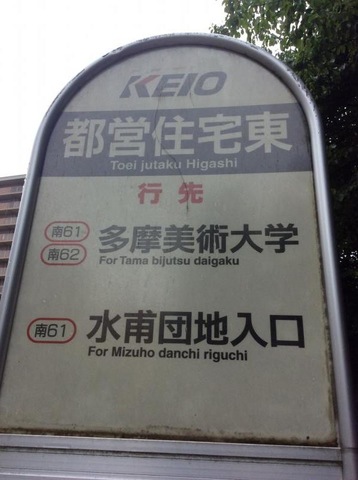 KEIO
都営住宅東
Toei jutaku Higashi
行先
南61
南62
多摩美術大学
For Tama bijutsu daigaku
南61
水甫団地入口
For Mizuho danchi riguchi